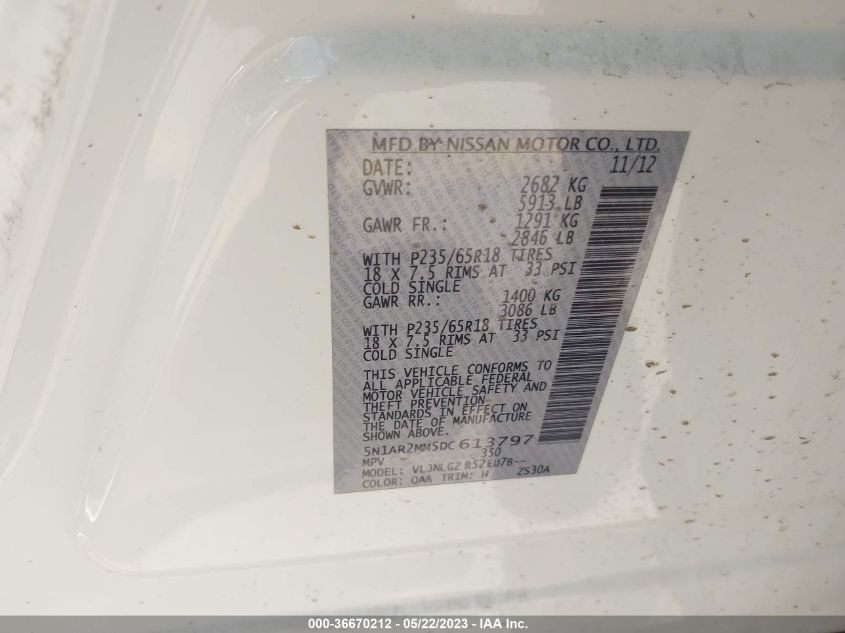 MFD BY NISSAN MOTOR CO., LTD.
DATE: 11/12
GVWR: 2682 KG
5913 LB
GAWR FR.: 1291 KG
2846 LB
WITH P235/65R18 TIRES
18 X 7.5 RIMS AT 33 PSI
COLD SINGLE
GAWR RR.: 1400 KG
3086 LB
WITH P235/65R18 TIRES
18 X 7.5 RIMS AT 33 PSI
COLD SINGLE
THIS VEHICLE CONFORMS TO
ALL APPLICABLE FEDERAL
MOTOR VEHICLE SAFETY AND
THEFT PREVENTION
STANDARDS IN EFFECT ON
THE DATE OF MANUFACTURE
SHOWN ABOVE.
5N1AR2MM5DC613797
MPV 350
MODEL: 
COLOR: QAA TRIM: H 2S30A
000-36670212 - 05/22/2023 - IAA Inc.